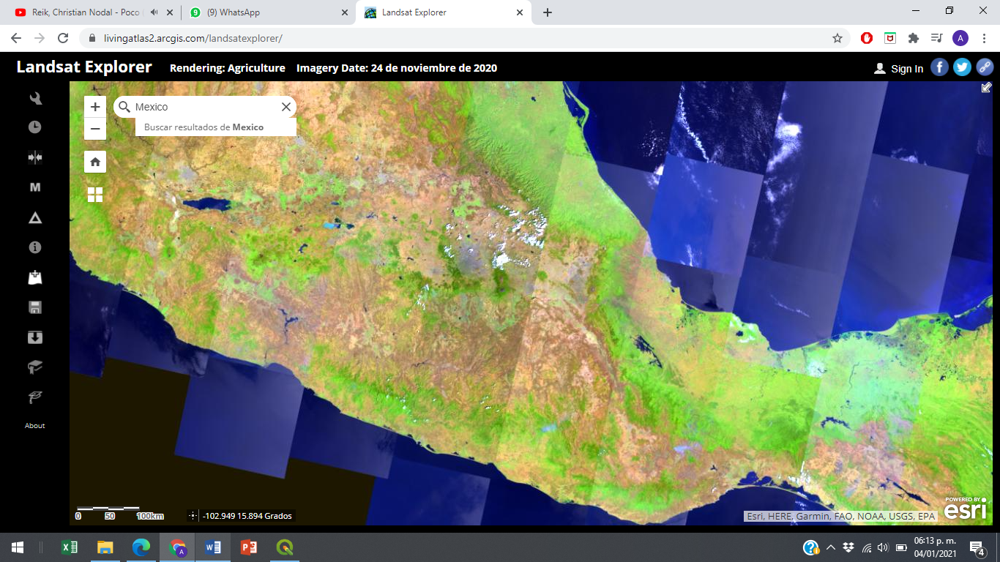 Reik, Christian Nodal - Poco
(9) WhatsApp
Landsat Explorer
livingatlas2.arcgis.com/landsatexplorer/
A
Landsat Explorer
Rendering: Agriculture
Imagery Date: 24 de noviembre de 2020
Sign In
M
About
Mexico
Buscar resultados de Mexico
0 50 100km
-102.949 15.894 Grados
POWERED BY
esri
Esri, HERE, Garmin, FAO, NOAA, USGS, EPA
06:13 p. m.
04/01/2021
4